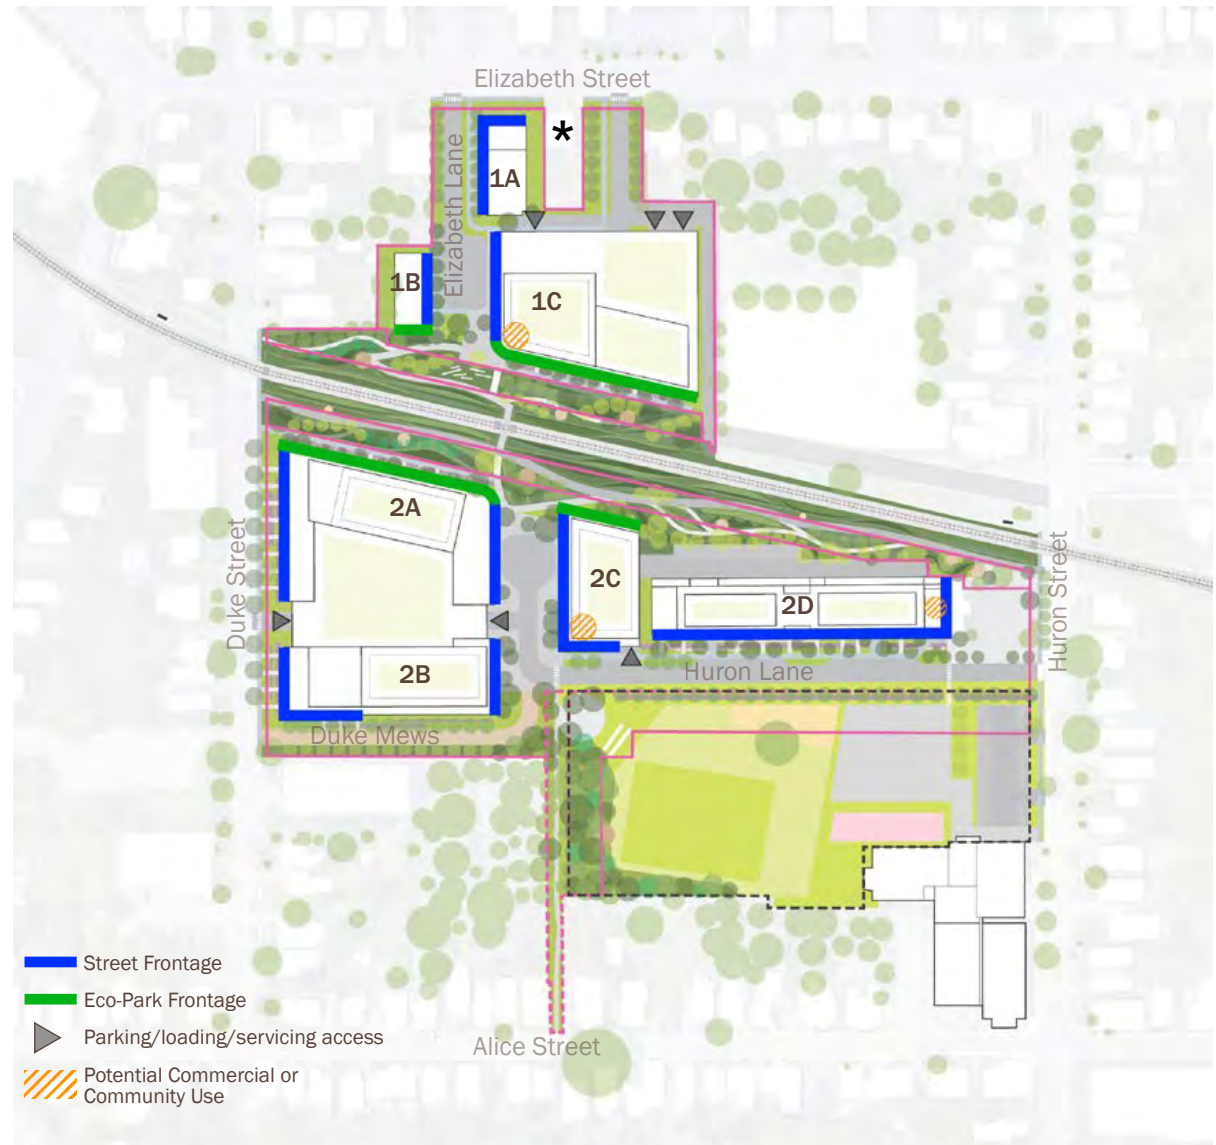 Elizabeth Street
*
Elizabeth Lane
1A
1B
1C
2A
Duke Street
2C
2D
Huron Street
2B
Huron Lane
Duke Mews
Street Frontage
Eco-Park Frontage
Parking/loading/servicing access
Alice Street
Potential Commercial or
Community Use